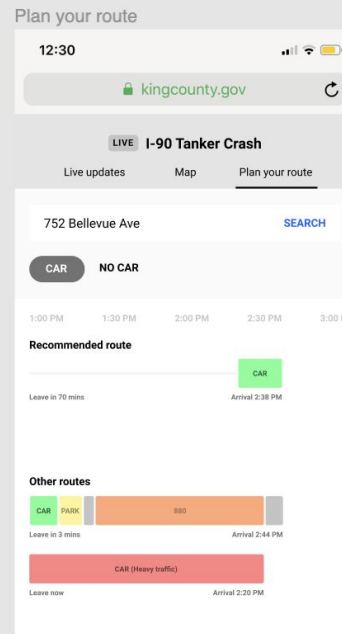 Plan your route
12:30
kingcounty.gov
LIVE I-90 Tanker Crash
Live updates Map Plan your route
752 Bellevue Ave SEARCH
CAR NO CAR
1:00 PM 1:30 PM 2:00 PM 2:30 PM 3:00
Recommended route
CAR
Leave in 70 mins Arrival 2:38 PM
Other routes
CAR PARK 880
Leave in 3 mins Arrival 2:44 PM
CAR (Heavy traffic)
Leave now Arrival 2:20 PM